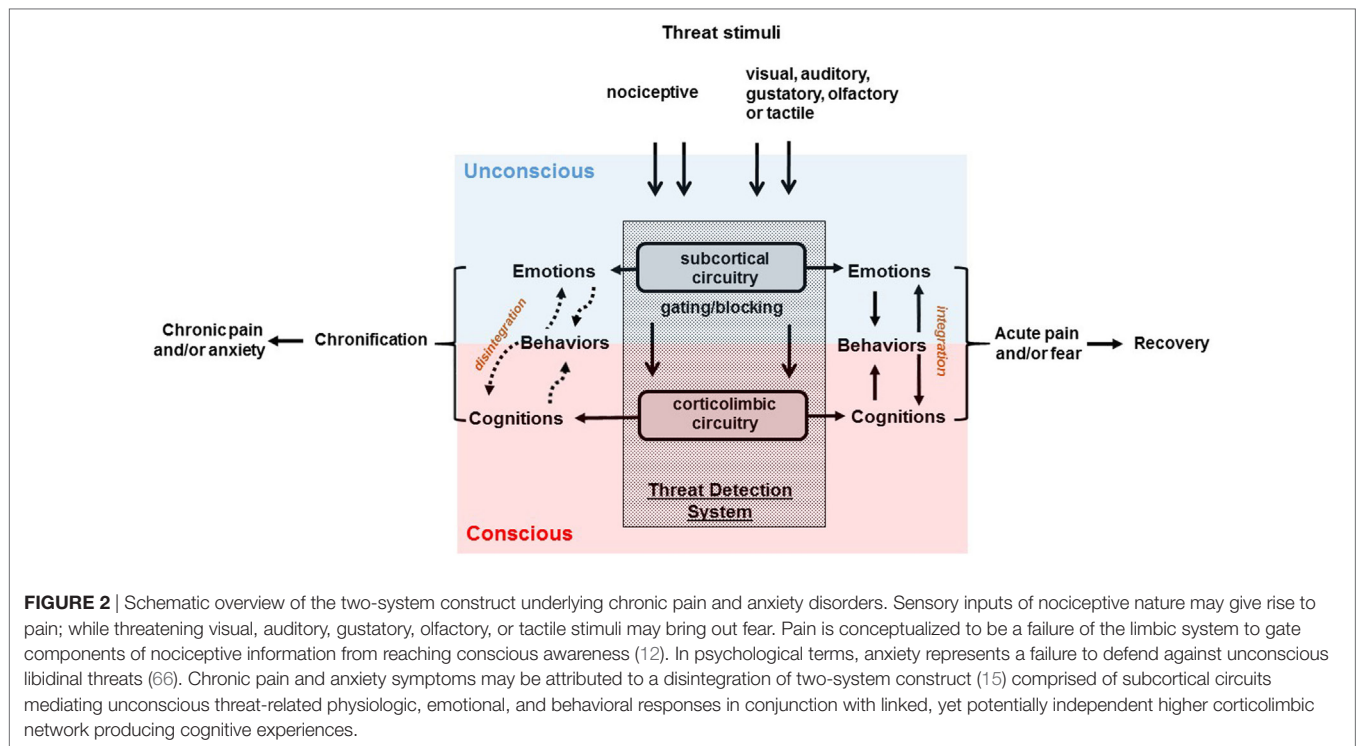 Threat stimuli
nociceptive
visual, auditory,
gustatory, olfactory
or tactile
Unconscious
subcortical
circuitry
gating/blocking
Emotions
Emotions
disintegration
integration
Behaviors
Behaviors
Chronic pain
and/or anxiety
Chronification
Acute pain
and/or fear
Recovery
Cognitions
corticolimbic
circuitry
Cognitions
Threat Detection
System
Conscious
FIGURE 2 | Schematic overview of the two-system construct underlying chronic pain and anxiety disorders. Sensory inputs of nociceptive nature may give rise to
pain; while threatening visual, auditory, gustatory, olfactory, or tactile stimuli may bring out fear. Pain is conceptualized to be a failure of the limbic system to gate
components of nociceptive information from reaching conscious awareness (12). In psychological terms, anxiety represents a failure to defend against unconscious
libidinal threats (66). Chronic pain and anxiety symptoms may be attributed to a disintegration of two-system construct (15) comprised of subcortical circuits
mediating unconscious threat-related physiologic, emotional, and behavioral responses in conjunction with linked, yet potentially independent higher corticolimbic
network producing cognitive experiences.